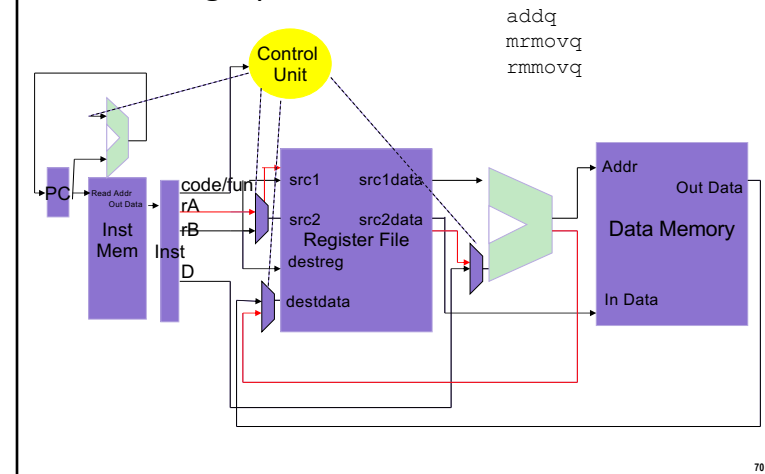 addq
mrmovq
rmmovq
Control
Unit
PC
Read Addr
Out Data
Inst
Mem
Inst
code/fun
rA
rB
D
src1
src1data
src2
src2data
Register File
destreg
destdata
Addr
Out Data
Data Memory
In Data
70